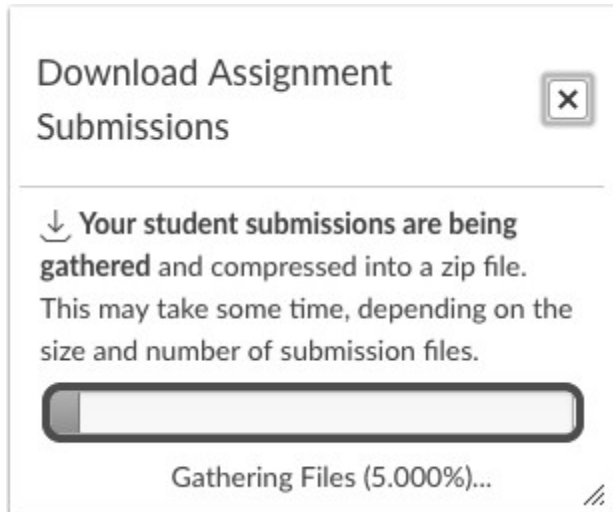 Download Assignment
Submissions
Your student submissions are being
gathered and compressed into a zip file.
This may take some time, depending on the
size and number of submission files.
Gathering Files (5.000%)...